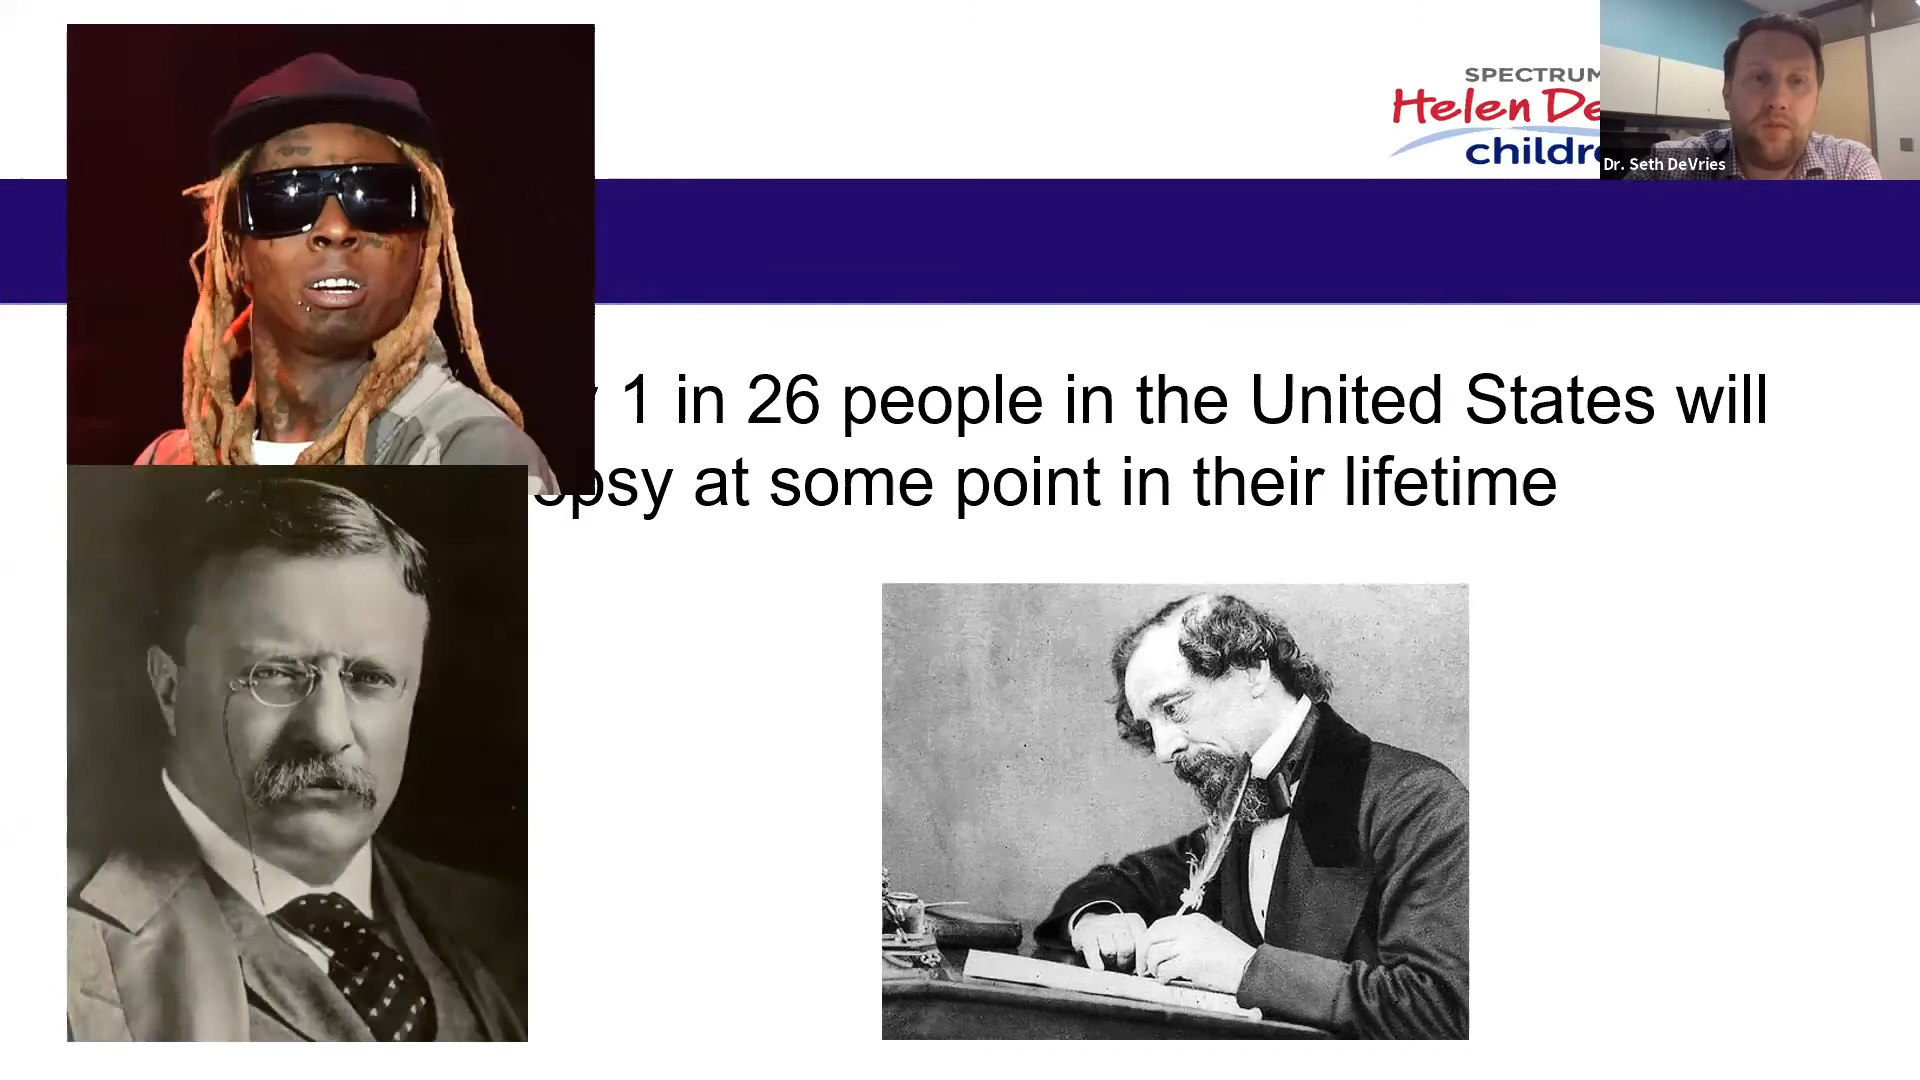 SPECTRUM
Helen De
childr
Dr. Seth DeVries
1 in 26 people in the United States will
epsy at some point in their lifetime